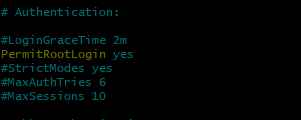 # Authentication:
#LoginGraceTime 2m
PermitRootLogin yes
#StrictModes yes
#MaxAuthTries 6
#MaxSessions 10